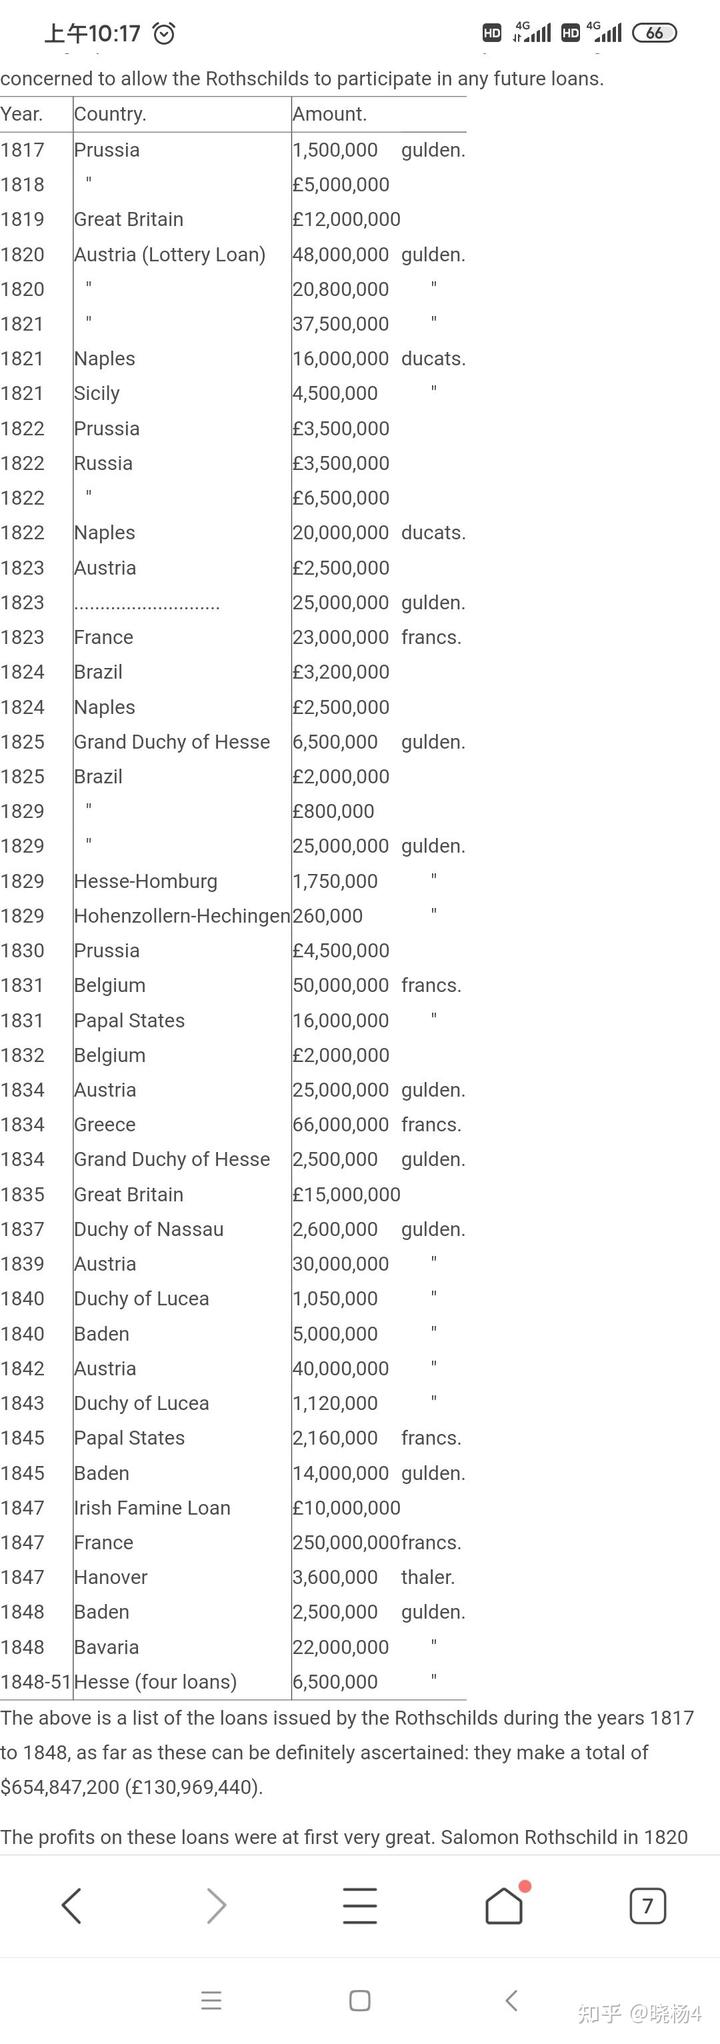 上午10:17 HD 4G HD 4G 66
concerned to allow the Rothschilds to participate in any future loans.
Year. Country. Amount.
1817 Prussia 1,500,000 gulden.
1818 " £5,000,000
1819 Great Britain £12,000,000
1820 Austria (Lottery Loan) 48,000,000 gulden.
1820 " 20,800,000 "
1821 " 37,500,000 "
1821 Naples 16,000,000 ducats.
1821 Sicily 4,500,000 "
1822 Prussia £3,500,000
1822 Russia £3,500,000
1822 " £6,500,000
1822 Naples 20,000,000 ducats.
1823 Austria £2,500,000
1823 ............................ 25,000,000 gulden.
1823 France 23,000,000 francs.
1824 Brazil £3,200,000
1824 Naples £2,500,000
1825 Grand Duchy of Hesse 6,500,000 gulden.
1825 Brazil £2,000,000
1829 " £800,000
1829 " 25,000,000 gulden.
1829 Hesse-Homburg 1,750,000 "
1829 Hohenzollern-Hechingen 260,000 "
1830 Prussia £4,500,000
1831 Belgium 50,000,000 francs.
1831 Papal States 16,000,000 "
1832 Belgium £2,000,000
1834 Austria 25,000,000 gulden.
1834 Greece 66,000,000 francs.
1834 Grand Duchy of Hesse 2,500,000 gulden.
1835 Great Britain £15,000,000
1837 Duchy of Nassau 2,600,000 gulden.
1839 Austria 30,000,000 "
1840 Duchy of Lucea 1,050,000 "
1840 Baden 5,000,000 "
1842 Austria 40,000,000 "
1843 Duchy of Lucea 1,120,000 "
1845 Papal States 2,160,000 francs.
1845 Baden 14,000,000 gulden.
1847 Irish Famine Loan £10,000,000
1847 France 250,000,000 francs.
1847 Hanover 3,600,000 thaler.
1848 Baden 2,500,000 gulden.
1848 Bavaria 22,000,000 "
1848-51 Hesse (four loans) 6,500,000 "
The above is a list of the loans issued by the Rothschilds during the years 1817
to 1848, as far as these can be definitely ascertained: they make a total of
$654,847,200 (£130,969,440).
The profits on these loans were at first very great. Salomon Rothschild in 1820
7
知乎 @晓杨4